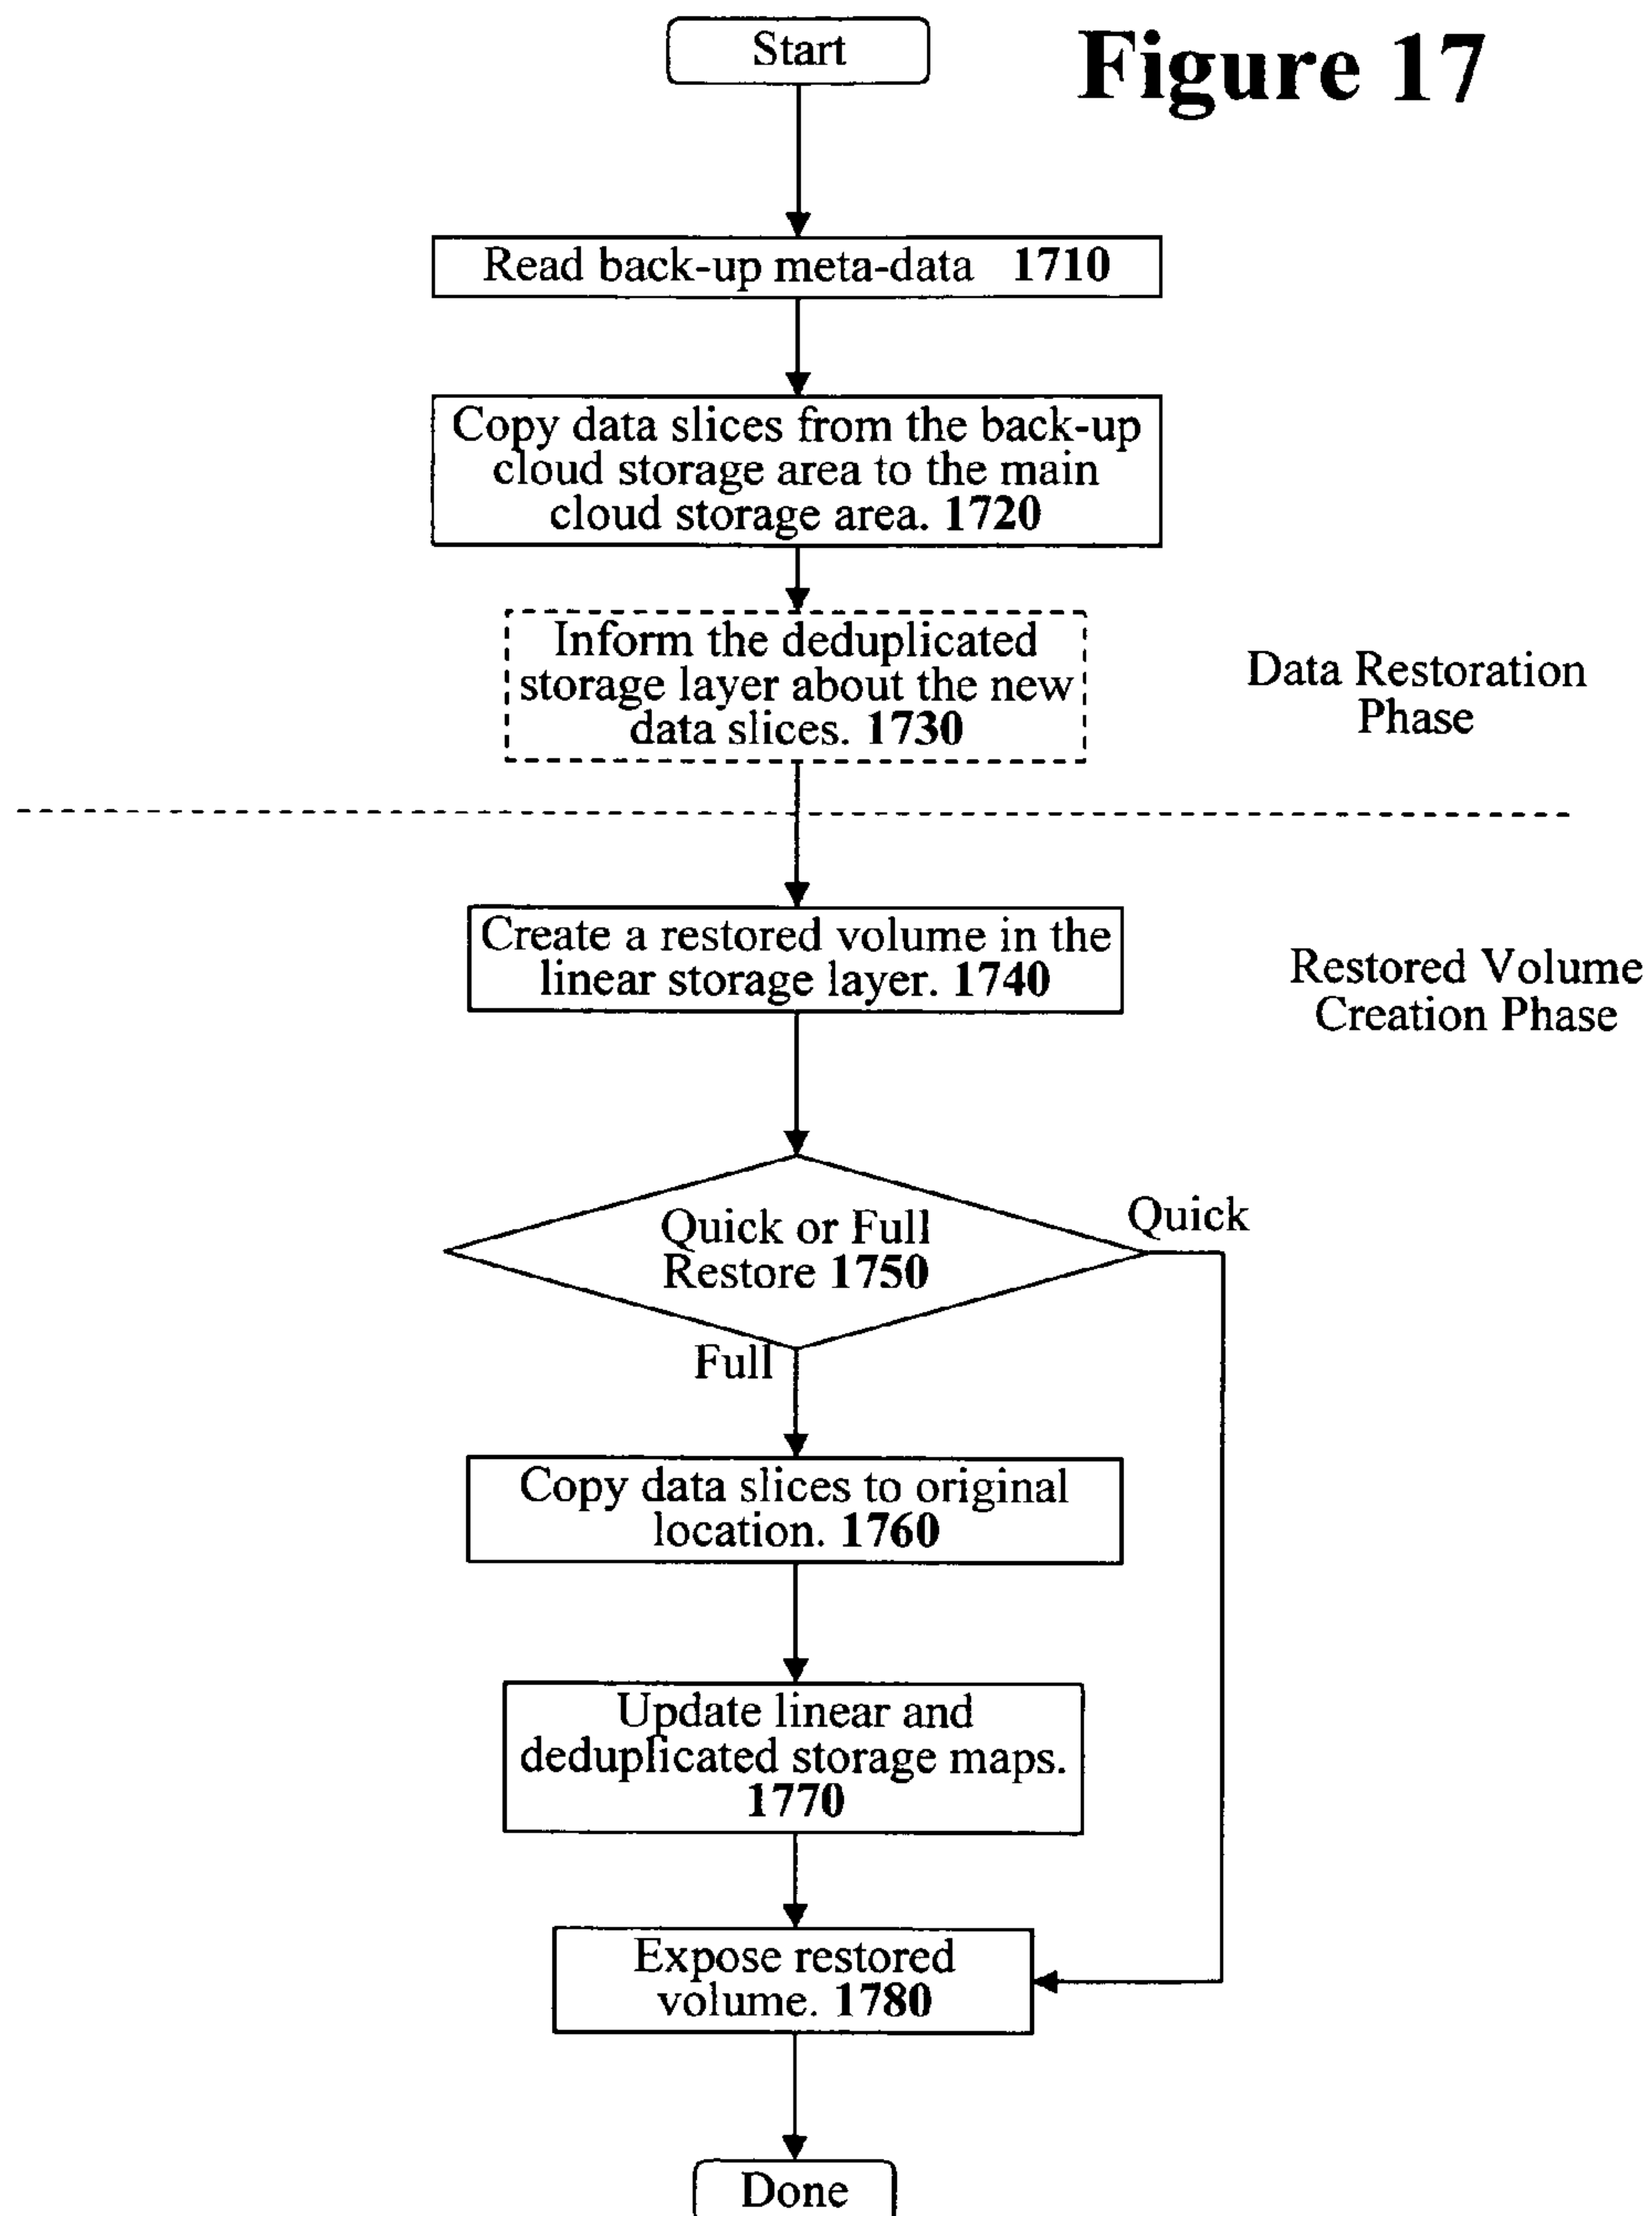 Start
Figure 17
Read back-up meta-data 1710
Copy data slices from the back-up
cloud storage area to the main
cloud storage area. 1720
Inform the deduplicated
storage layer about the new
data slices. 1730
Data Restoration
Phase
Create a restored volume in the
linear storage layer. 1740
Restored Volume
Creation Phase
Quick or Full
Restore 1750
Quick
Full
Copy data slices to original
location. 1760
Update linear and
deduplicated storage maps.
1770
Expose restored
volume. 1780
Done